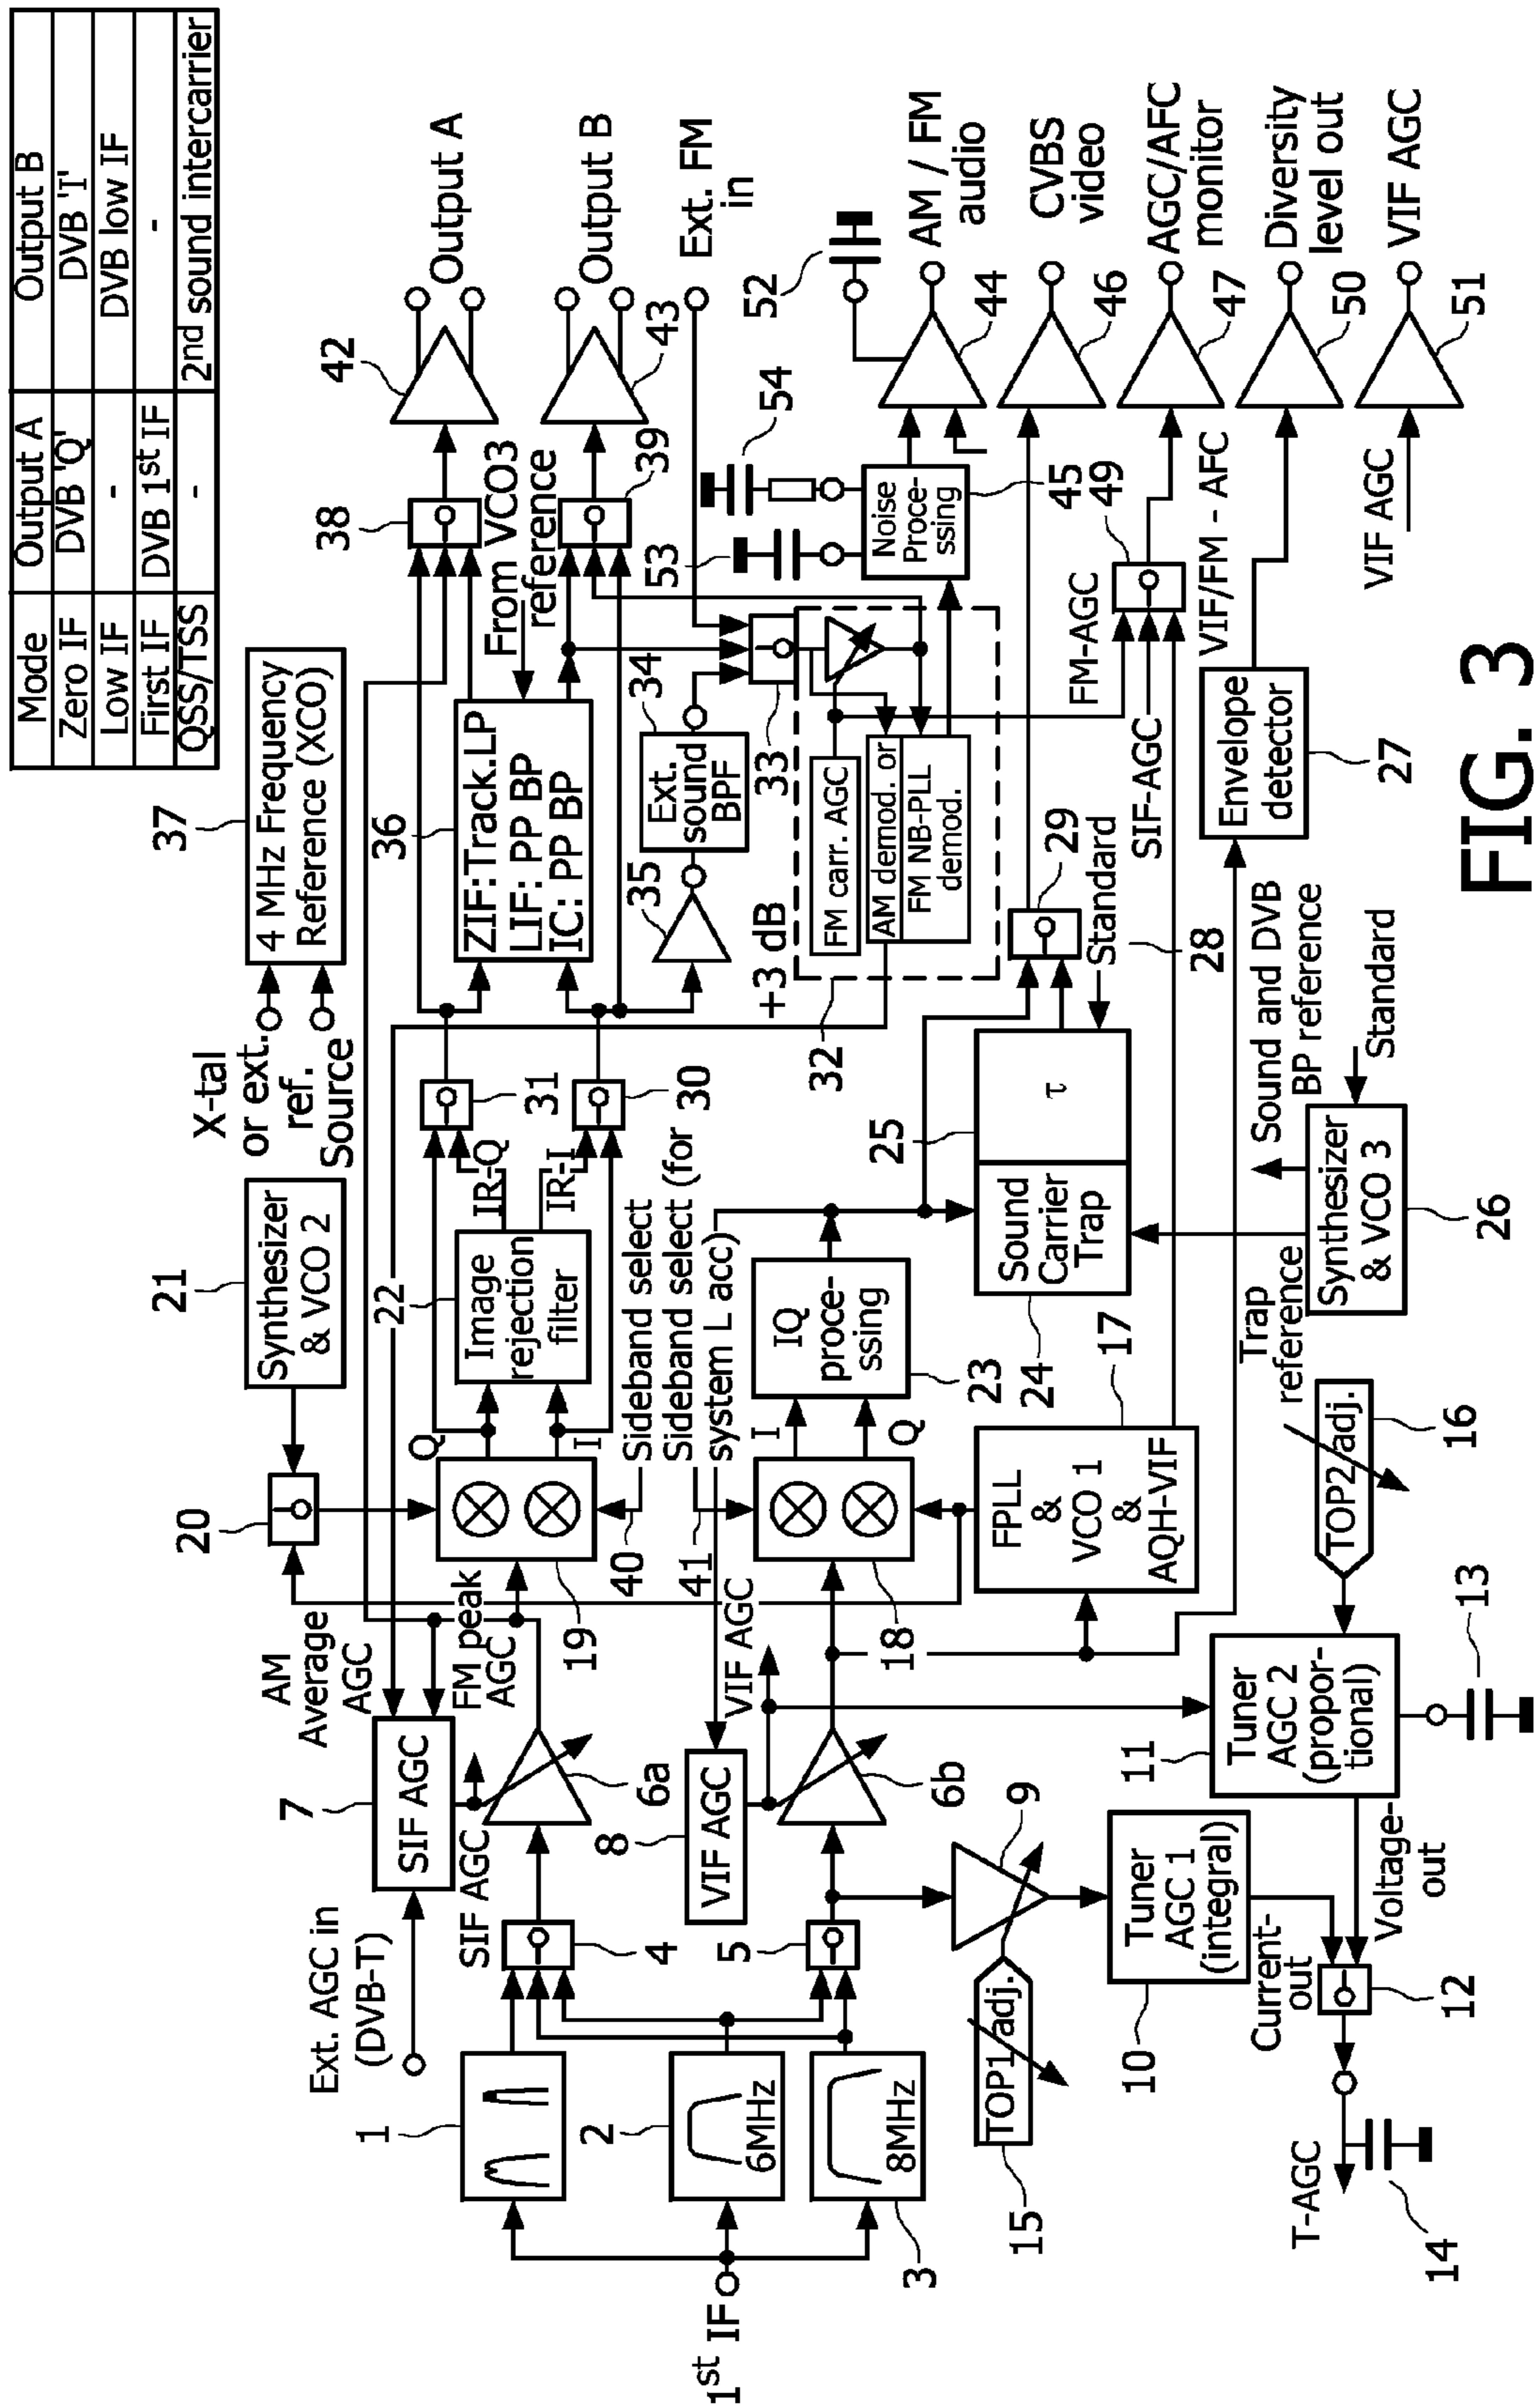 Mode
Output A
Output B
Zero IF
DVB 'Q'
DVB 'I'
Low IF
-
DVB low IF
First IF
DVB 1st IF
-
QSS/TSS
-
2nd sound intercarrier
37
4 MHz Frequency
Reference (XCO)
X-tal
or ext.
ref.
Source
21
Synthesizer
& VCO 2
20
AM
Average
AGC
7
SIF AGC
Ext. AGC in
(DVB-T)
SIF AGC
FM peak
AGC
6a
19
Q
I
40
Sideband select
41
Sideband select (for
system L acc)
22
Image
rejection
filter
IR-Q
IR-I
31
30
36
ZIF:Track.LP
LIF: PP BP
IC: PP BP
From VCO3
reference
38
39
42
43
Output A
Output B
Ext. FM
in
34
Ext.
sound
BPF
35
33
+3 dB
32
FM carr. AGC
AM demod. or
FM NB-PLL
demod.
53
54
52
Noise
Proce-
ssing
45
44
AM / FM
audio
46
CVBS
video
49
FM-AGC
SIF-AGC
VIF/FM - AFC
47
AGC/AFC
monitor
50
Diversity
level out
VIF AGC
51
VIF AGC
1
2
6MHz
3
8MHz
1st IF
4
5
8
VIF AGC
VIF AGC
6b
18
I
Q
IQ
proce-
ssing
23
24
Sound
Carrier
Trap
25
τ
Standard
28
29
17
FPLL
&
VCO 1
&
AQH-VIF
Envelope
detector
27
Sound and DVB
BP reference
Standard
Synthesizer
& VCO 3
26
Trap
reference
9
TOP1 adj.
15
10
Tuner
AGC 1
(integral)
11
Tuner
AGC 2
(propor-
tional)
TOP2 adj.
16
13
Current-
out
Voltage-
out
12
T-AGC
14
FIG. 3